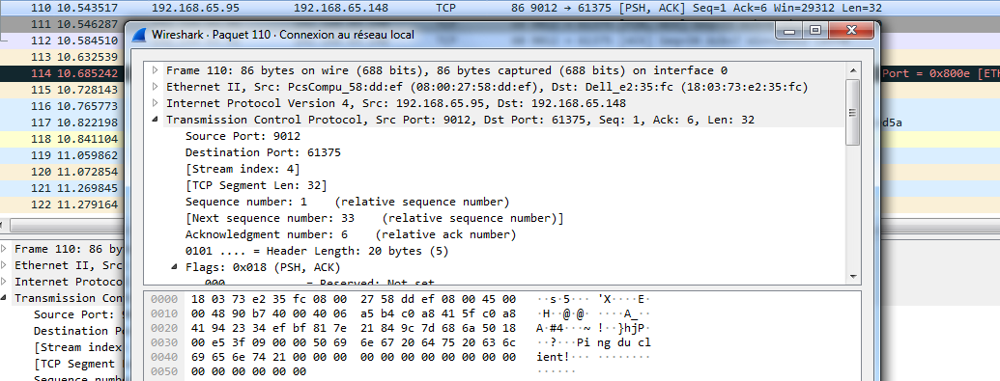 110 10.543517 192.168.65.95 192.168.65.148 TCP 86 9012 → 61375 [PSH, ACK] Seq=1 Ack=6 Win=29312 Len=32
111 10.546287
112 10.584510
113 10.632539
114 10.685242 Port = 0x800e [ETH
115 10.728143
116 10.765773
117 10.822198 d5a
118 10.841104
119 11.059862
120 11.072854
121 11.269845
122 11.279164
Frame 110: 86 by
Ethernet II, Src
Internet Protoco
Transmission Con
Source Port: 9
Destination Po
[Stream index
[TCP Segment
Sequence numb
Wireshark · Paquet 110 · Connexion au réseau local
Frame 110: 86 bytes on wire (688 bits), 86 bytes captured (688 bits) on interface 0
Ethernet II, Src: PcsCompu_58:dd:ef (08:00:27:58:dd:ef), Dst: Dell_e2:35:fc (18:03:73:e2:35:fc)
Internet Protocol Version 4, Src: 192.168.65.95, Dst: 192.168.65.148
Transmission Control Protocol, Src Port: 9012, Dst Port: 61375, Seq: 1, Ack: 6, Len: 32
Source Port: 9012
Destination Port: 61375
[Stream index: 4]
[TCP Segment Len: 32]
Sequence number: 1 (relative sequence number)
[Next sequence number: 33 (relative sequence number)]
Acknowledgment number: 6 (relative ack number)
0101 .... = Header Length: 20 bytes (5)
Flags: 0x018 (PSH, ACK)
000. .... .... = Reserved: Not set
0000 18 03 73 e2 35 fc 08 00 27 58 dd ef 08 00 45 00 ··s·5··· 'X····E·
0010 00 48 90 b7 40 00 40 06 a5 b4 c0 a8 41 5f c0 a8 ·H··@·@· ····A_··
0020 41 94 23 34 ef bf 81 7e 21 84 9c 7d 68 6a 50 18 A·#4···~ !··}hjP·
0030 00 e5 3f 09 00 00 50 69 6e 67 20 64 75 20 63 6c ··?···Pi ng du cl
0040 69 65 6e 74 21 00 00 00 00 00 00 00 00 00 00 00 ient!··· ········
0050 00 00 00 00 00 00 ······